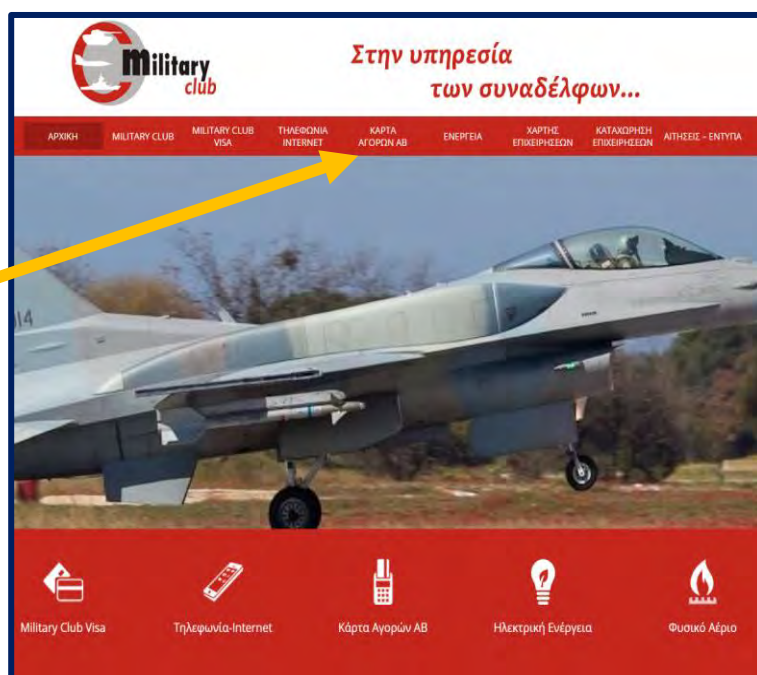 military
club
Στην υπηρεσία
των συναδέλφων...
ΑΡΧΙΚΗ
MILITARY CLUB
MILITARY CLUB
VISA
ΤΗΛΕΦΩΝΙΑ
INTERNET
ΚΑΡΤΑ
ΑΓΟΡΩΝ ΑΒ
ΕΝΕΡΓΕΙΑ
ΧΑΡΤΗΣ
ΕΠΙΧΕΙΡΗΣΕΩΝ
ΚΑΤΑΧΩΡΗΣΗ
ΕΠΙΧΕΙΡΗΣΕΩΝ
ΑΙΤΗΣΕΙΣ – ΕΝΤΥΠΑ
014
Military Club Visa
Τηλεφωνία-Internet
Κάρτα Αγορών ΑΒ
Ηλεκτρική Ενέργεια
Φυσικό Αέριο